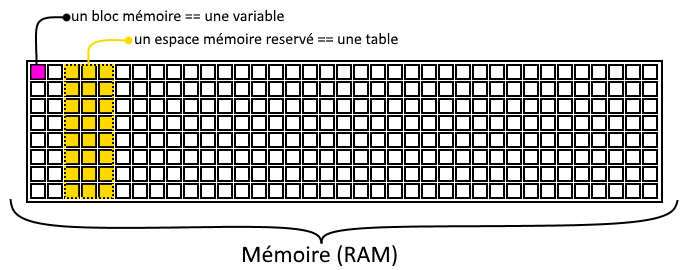 un bloc mémoire == une variable
un espace mémoire reservé == une table
Mémoire (RAM)